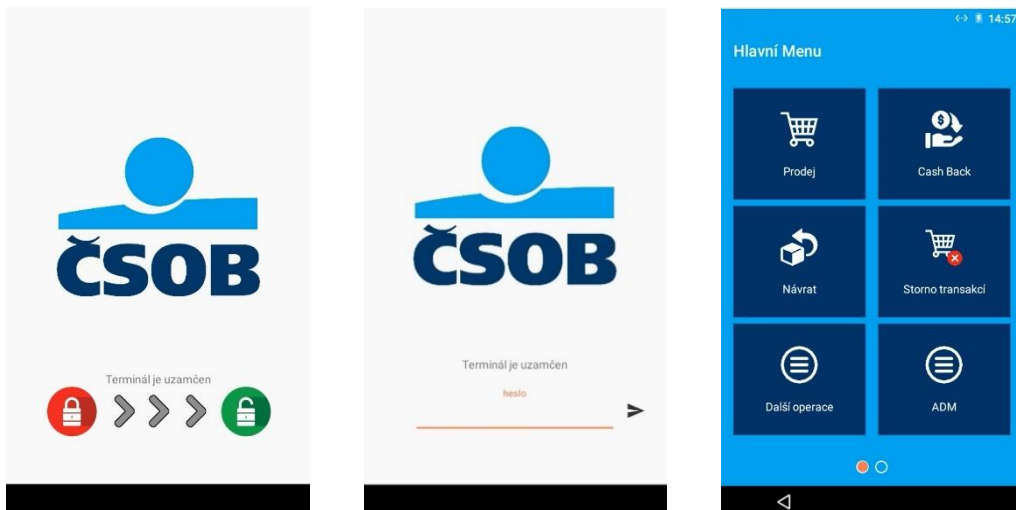 ČSOB
Terminál je uzamčen
ČSOB
Terminál je uzamčen
heslo
14:57
Hlavní Menu
Prodej
Cash Back
Návrat
Storno transakcí
Další operace
ADM